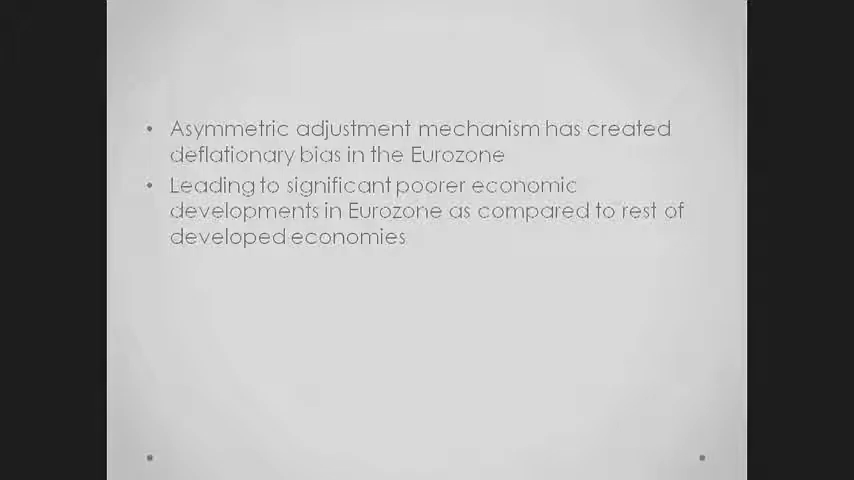 • Asymmetric adjustment mechanism has created
deflationary bias in the Eurozone
• Leading to significant poorer economic
developments in Eurozone as compared to rest of
developed economies